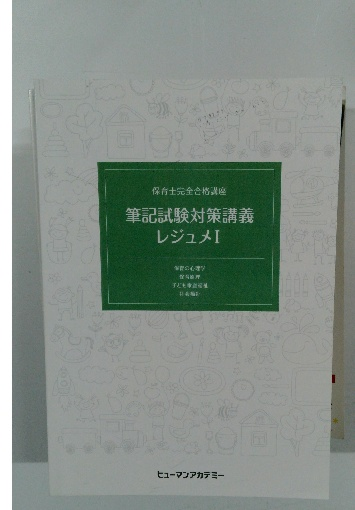 保育士完全合格講座
筆記試験対策講義
レジュメI
保育の心理学
保育原理
子ども家庭福祉
社会福祉
ヒューマンアカデミー